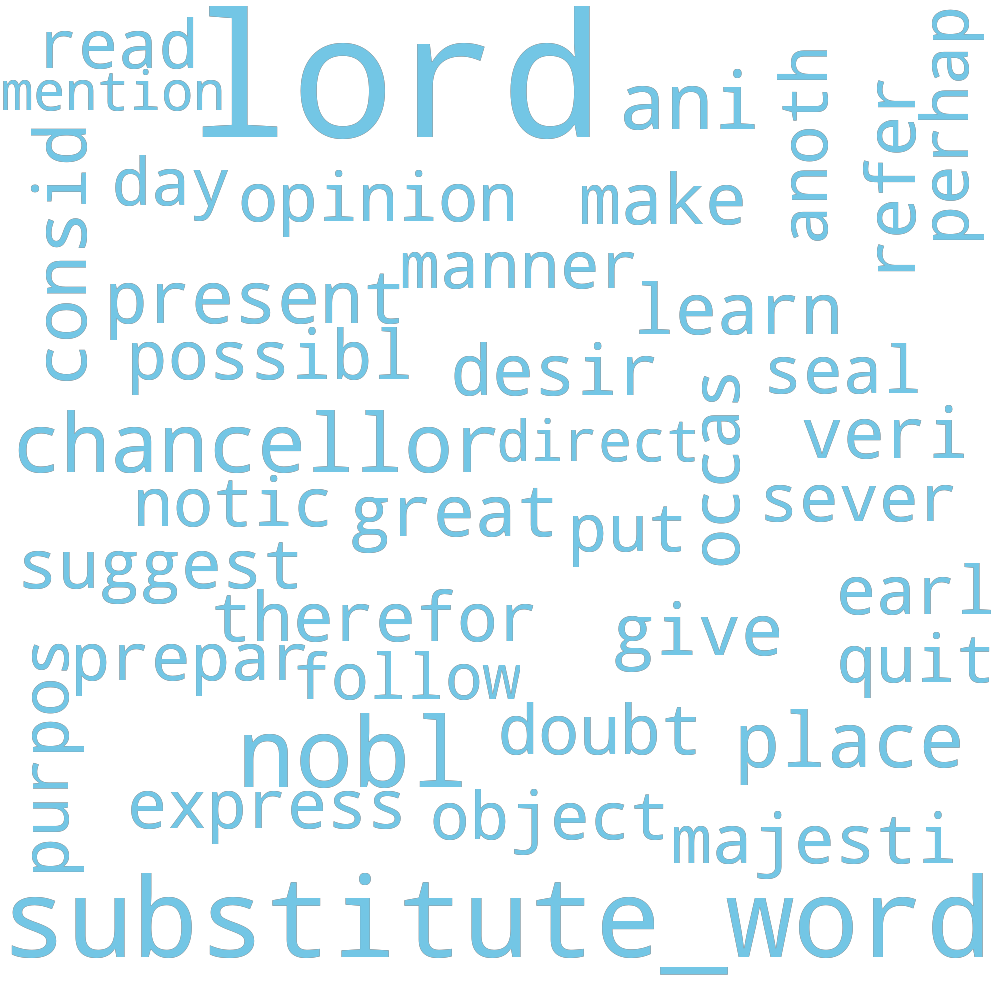 lord
read
mention
ani
anoth
refer
perhap
consid
day
opinion
make
manner
present
learn
possibl
desir
seal
occas
chancellor
direct
veri
notic
great
put
sever
suggest
therefor
give
earl
prepar
follow
quit
purpos
nobl
doubt
place
express
object
majesti
substitute_word